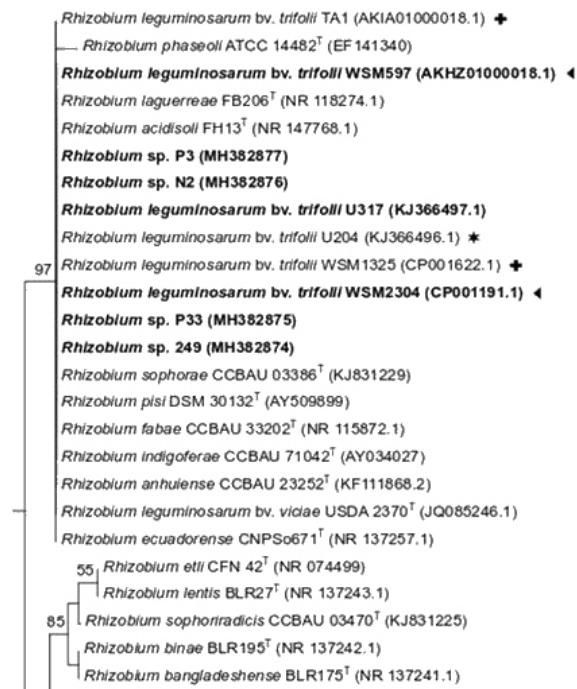 Rhizobium leguminosarum bv. trifolii TA1 (AKIA01000018.1) ✚
Rhizobium phaseoli ATCC 14482ᵀ (EF141340)
Rhizobium leguminosarum bv. trifolii WSM597 (AKHZ01000018.1) ◄
Rhizobium laguerreae FB206ᵀ (NR 118274.1)
Rhizobium acidisoli FH13ᵀ (NR 147768.1)
Rhizobium sp. P3 (MH382877)
Rhizobium sp. N2 (MH382876)
Rhizobium leguminosarum bv. trifolii U317 (KJ366497.1)
Rhizobium leguminosarum bv. trifolii U204 (KJ366496.1) ★
97 Rhizobium leguminosarum bv. trifolii WSM1325 (CP001622.1) ✚
Rhizobium leguminosarum bv. trifolii WSM2304 (CP001191.1) ◄
Rhizobium sp. P33 (MH382875)
Rhizobium sp. 249 (MH382874)
Rhizobium sophorae CCBAU 03386ᵀ (KJ831229)
Rhizobium pisi DSM 30132ᵀ (AY509899)
Rhizobium fabae CCBAU 33202ᵀ (NR 115872.1)
Rhizobium indigoferae CCBAU 71042ᵀ (AY034027)
Rhizobium anhuiense CCBAU 23252ᵀ (KF111868.2)
Rhizobium leguminosarum bv. viciae USDA 2370ᵀ (JQ085246.1)
Rhizobium ecuadorense CNPSo671ᵀ (NR 137257.1)
55 Rhizobium etli CFN 42ᵀ (NR 074499)
Rhizobium lentis BLR27ᵀ (NR 137243.1)
85 Rhizobium sophoriradicis CCBAU 03470ᵀ (KJ831225)
Rhizobium binae BLR195ᵀ (NR 137242.1)
Rhizobium bangladeshense BLR175ᵀ (NR 137241.1)